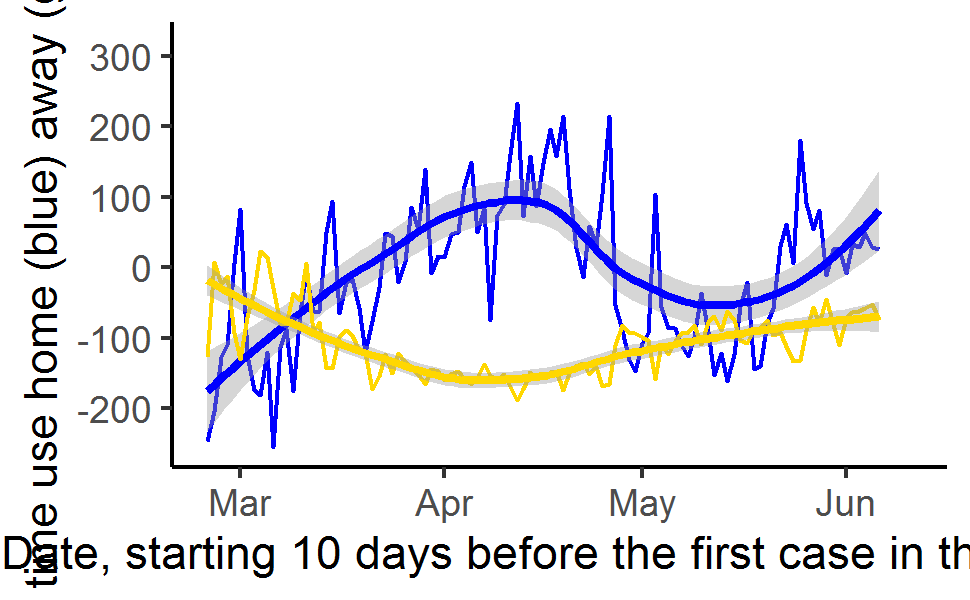 time use home (blue) away (
300
200
100
0
-100
-200
Mar Apr May Jun
Date, starting 10 days before the first case in th